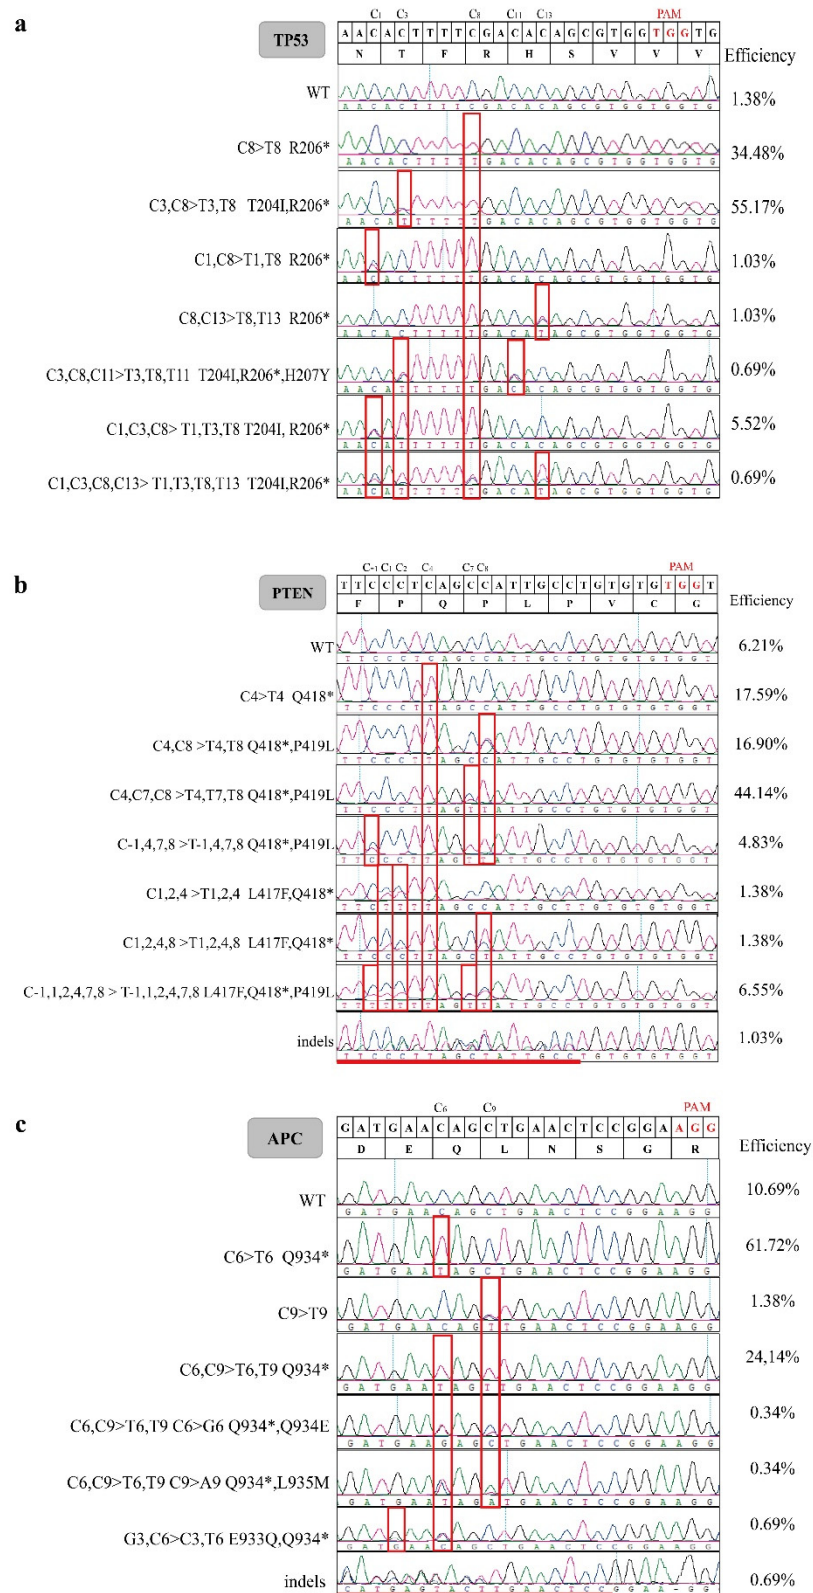 a
C1 C3 C8 C11 C13 PAM
TP53
A A C A C T T T T C G A C A C A G C G T G G T G G T G
N T F R H S V V V
Efficiency
WT 1.38%
A A C A C T T T T C G A C A C A G C G T G G T G G T G
C8>T8 R206* 34.48%
A A C A C T T T T T G A C A C A G C G T G G T G G T G
C3,C8>T3,T8 T204I,R206* 55.17%
A A C A T T T T T T G A C A C A G C G T G G T G G T G
C1,C8>T1,T8 R206* 1.03%
A A C A C T T T T T G A C A C A G C G T G G T G G T G
C8,C13>T8,T13 R206* 1.03%
A A C A C T T T T T G A C A T A G C G T G G T G G T G
C3,C8,C11>T3,T8,T11 T204I,R206*,H207Y 0.69%
A A C A T T T T T T G A C A C A G C G T G G T G G T G
C1,C3,C8> T1,T3,T8 T204I, R206* 5.52%
A A C A T T T T T T G A C A C A G C G T G G T G G T G
C1,C3,C8,C13> T1,T3,T8,T13 T204I,R206* 0.69%
A A C A T T T T T T G A C A T A G C G T G G T G G T G
b
C-1 C1 C2 C4 C7 C8 PAM
PTEN
T T C C C T C A G C C A T T G C C T G T G T G T G G T
F P Q P L P V C G
Efficiency
WT 6.21%
T T C C C T C A G C C A T T G C C T G T G T G T G G T
C4>T4 Q418* 17.59%
T T C C C T T A G C C A T T G C C T G T G T G T G G T
C4,C8 >T4,T8 Q418*,P419L 16.90%
T T C C C T T A G C C A T T G C C T G T G T G T G G T
C4,C7,C8 >T4,T7,T8 Q418*,P419L 44.14%
T T C C C T T A G T T A T T G C C T G T G T G T G G T
C-1,4,7,8 >T-1,4,7,8 Q418*,P419L 4.83%
T T C C C T T A G T T A T T G C C T G T G T G T G G T
C1,2,4 >T1,2,4 L417F,Q418* 1.38%
T T C T T T T A G C C A T T G C T T G T G T G T G G T
C1,2,4,8 >T1,2,4,8 L417F,Q418* 1.38%
T T C C C T T A G C T A T T G C C T G T G T G T G G T
C-1,1,2,4,7,8 > T-1,1,2,4,7,8 L417F,Q418*,P419L 6.55%
T T T T T T T A G T T A T T G C C T G T G T G T G G T
indels 1.03%
T T C C C T T A G C T A T T G C C T G T G T G T G G T
c
C6 C9 PAM
APC
G A T G A A C A G C T G A A C T C C G G A A G G
D E Q L N S G R
Efficiency
WT 10.69%
G A T G A A C A G C T G A A C T C C G G A A G G
C6>T6 Q934* 61.72%
G A T G A A T A G C T G A A C T C C G G A A G G
C9>T9 1.38%
G A T G A A C A G T T G A A C T C C G G A A G G
C6,C9>T6,T9 Q934* 24,14%
G A T G A A T A G T T G A A C T C C G G A A G G
C6,C9>T6,T9 C6>G6 Q934*,Q934E 0.34%
G A T G A A G A G C T G A A C T C C G G A A G G
C6,C9>T6,T9 C9>A9 Q934*,L935M 0.34%
G A T G A A T A G A T G A A C T C C G G A A G G
G3,C6>C3,T6 E933Q,Q934* 0.69%
G A T G A A C A G C T G A A C T C C G G A A G G
indels 0.69%